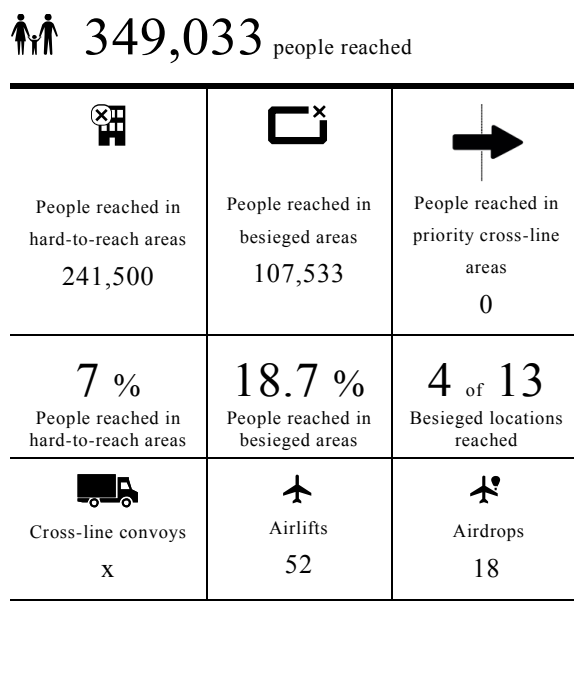 349,033 people reached
People reached in
hard-to-reach areas
241,500
People reached in
besieged areas
107,533
People reached in
priority cross-line
areas
0
7 %
People reached in
hard-to-reach areas
18.7 %
People reached in
besieged areas
4 of 13
Besieged locations
reached
Cross-line convoys
x
Airlifts
52
Airdrops
18